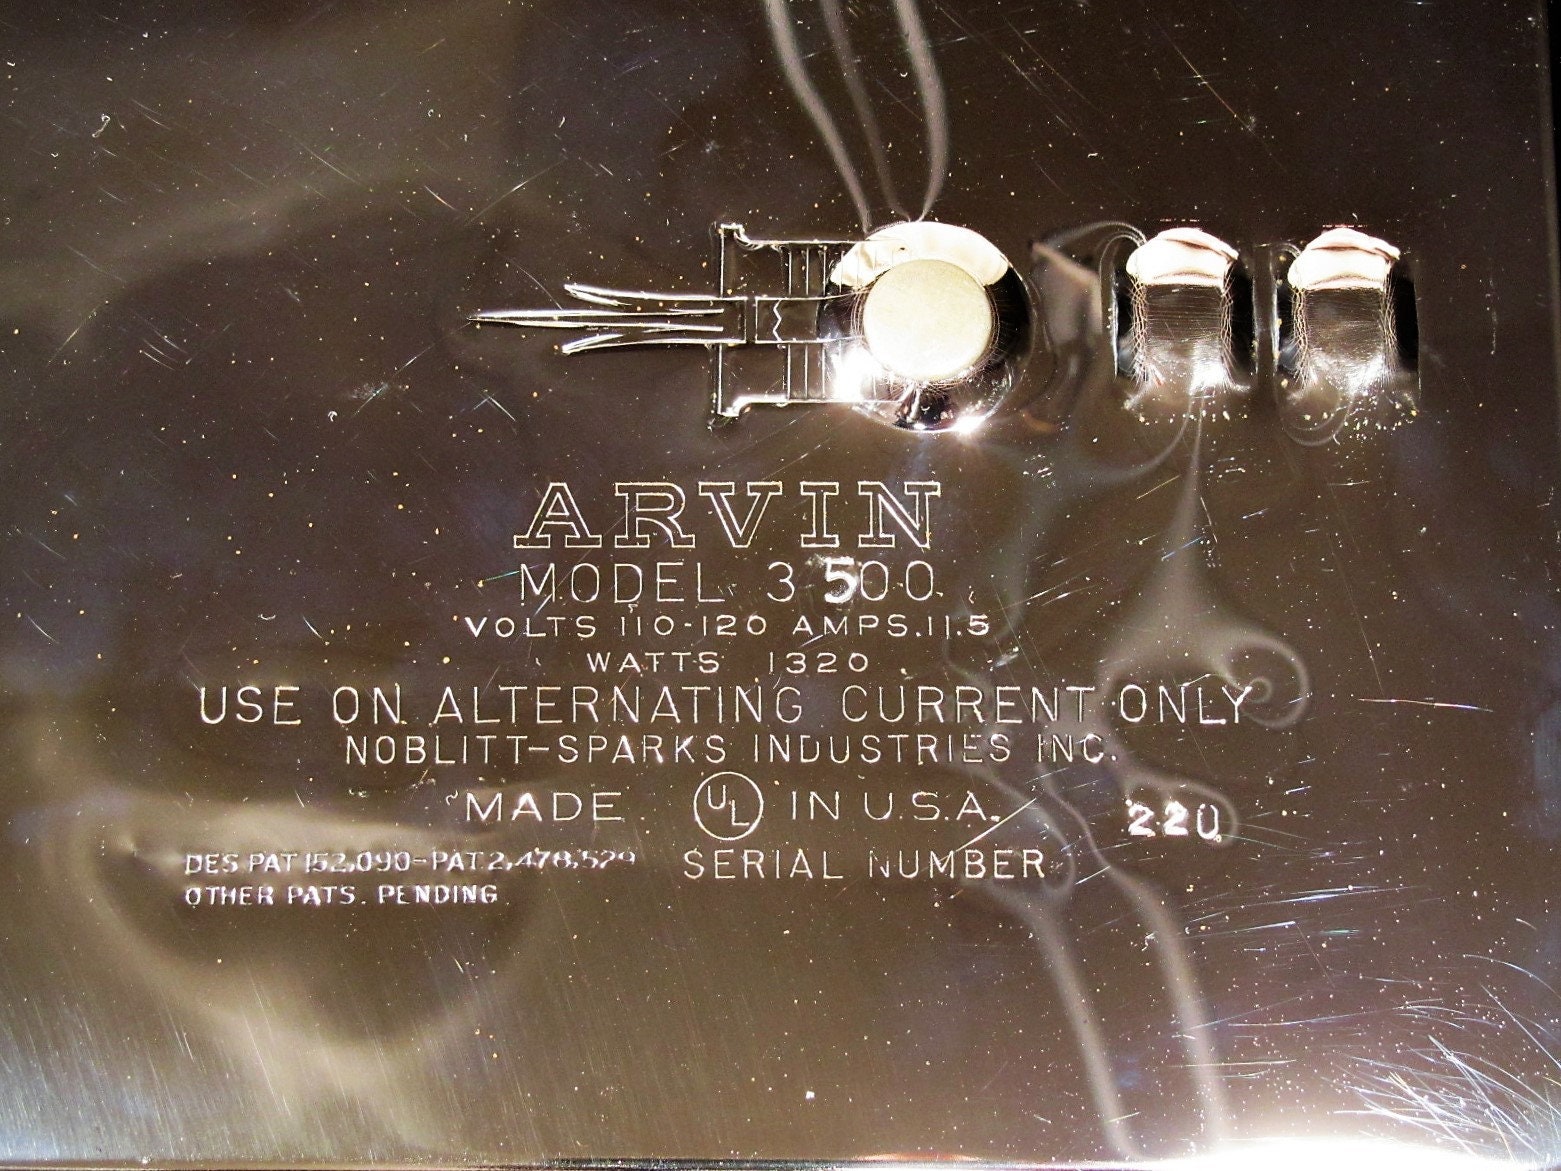 ARVIN
MODEL 3500
VOLTS 110-120 AMPS. 11.5
WATTS 1320
USE ON ALTERNATING CURRENT ONLY
NOBLITT-SPARKS INDUSTRIES INC.
MADE UL IN U.S.A.
220
DES. PAT 152,090-PAT 2,478,529
SERIAL NUMBER
OTHER PATS. PENDING